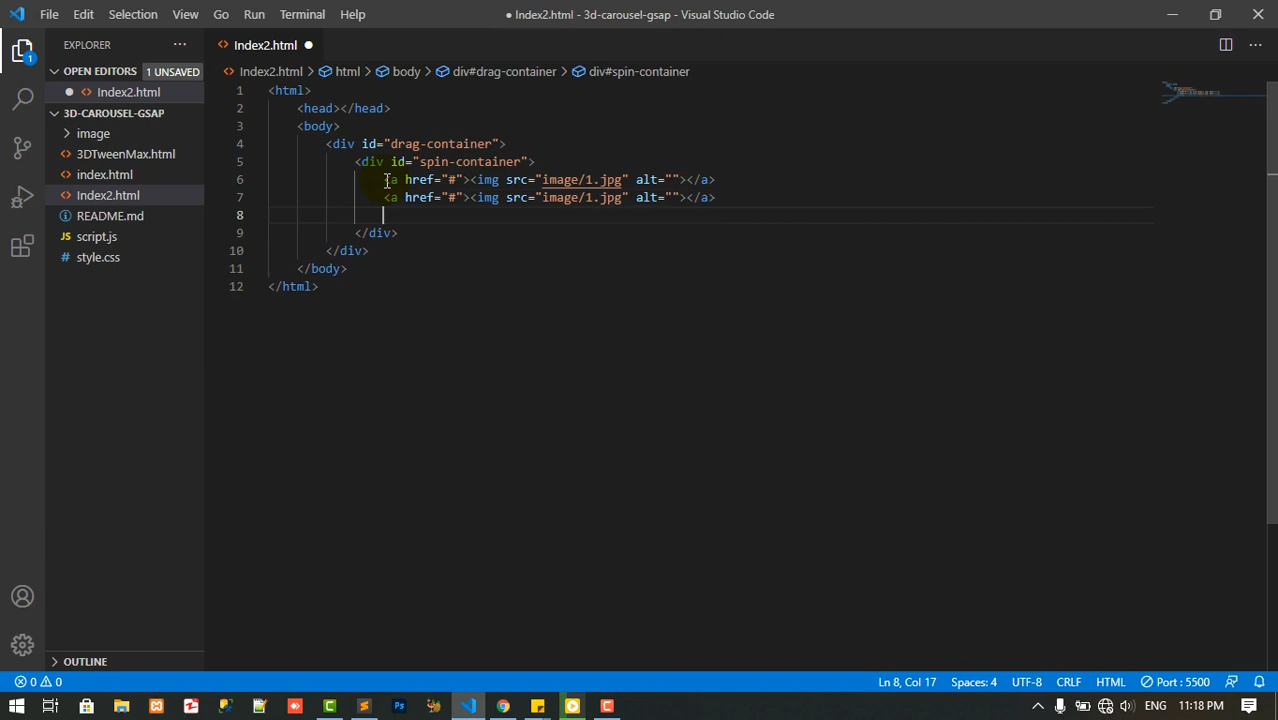 File Edit Selection View Go Run Terminal Help
● Index2.html - 3d-carousel-gsap - Visual Studio Code
EXPLORER
OPEN EDITORS 1 UNSAVED
Index2.html
3D-CAROUSEL-GSAP
image
3DTweenMax.html
index.html
Index2.html
README.md
script.js
style.css
OUTLINE
1
Index2.html
Index2.html > html > body > div#drag-container > div#spin-container
1 <html>
2 <head></head>
3 <body>
4 <div id="drag-container">
5 <div id="spin-container">
6 <a href="#"><img src="image/1.jpg" alt=""></a>
7 <a href="#"><img src="image/1.jpg" alt=""></a>
8
9 </div>
10 </div>
11 </body>
12 </html>
0 0 Ln 8, Col 17 Spaces: 4 UTF-8 CRLF HTML Port : 5500
Ps ENG 11:18 PM